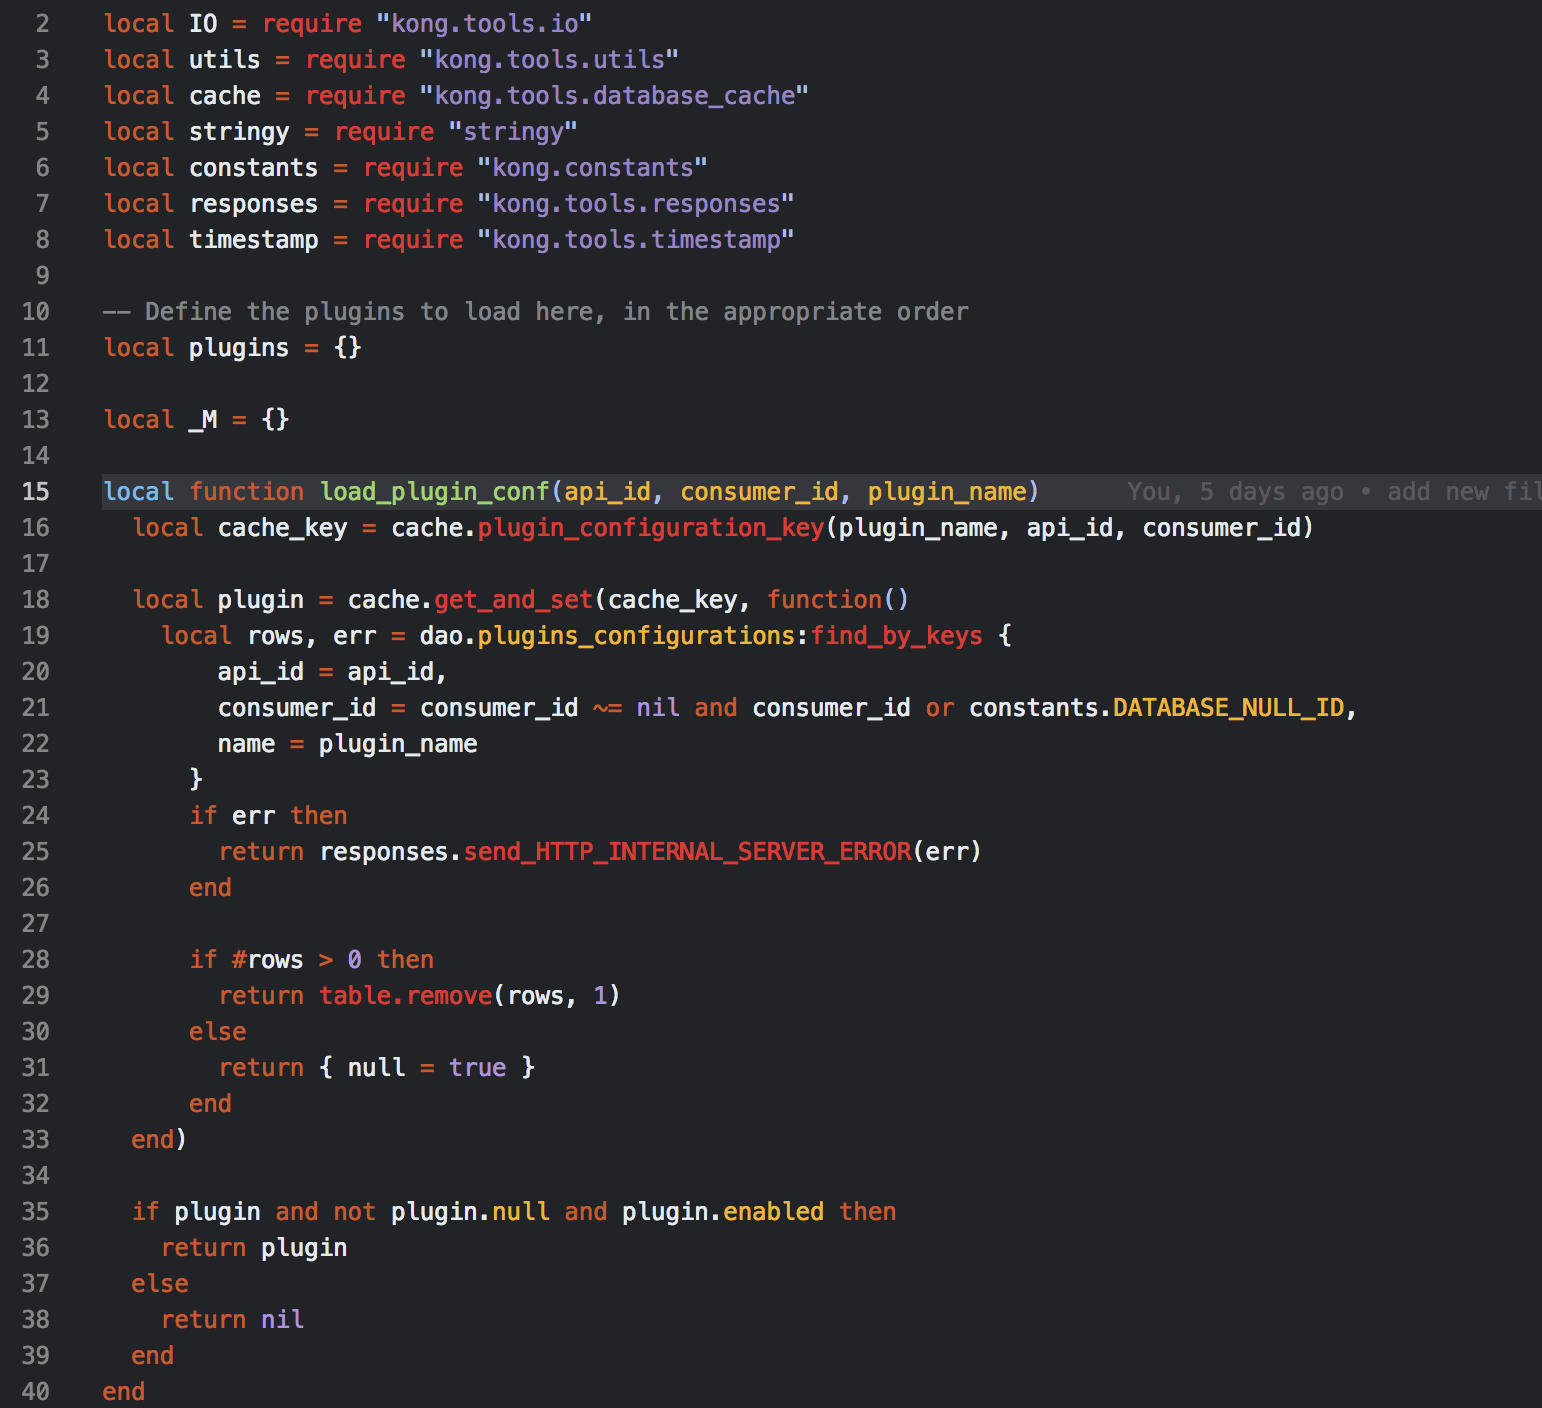 2 local IO = require "kong.tools.io"
3 local utils = require "kong.tools.utils"
4 local cache = require "kong.tools.database_cache"
5 local stringy = require "stringy"
6 local constants = require "kong.constants"
7 local responses = require "kong.tools.responses"
8 local timestamp = require "kong.tools.timestamp"
9
10 -- Define the plugins to load here, in the appropriate order
11 local plugins = {}
12
13 local _M = {}
14
15 local function load_plugin_conf(api_id, consumer_id, plugin_name) You, 5 days ago • add new fil
16 local cache_key = cache.plugin_configuration_key(plugin_name, api_id, consumer_id)
17
18 local plugin = cache.get_and_set(cache_key, function()
19 local rows, err = dao.plugins_configurations:find_by_keys {
20 api_id = api_id,
21 consumer_id = consumer_id ~= nil and consumer_id or constants.DATABASE_NULL_ID,
22 name = plugin_name
23 }
24 if err then
25 return responses.send_HTTP_INTERNAL_SERVER_ERROR(err)
26 end
27
28 if #rows > 0 then
29 return table.remove(rows, 1)
30 else
31 return { null = true }
32 end
33 end)
34
35 if plugin and not plugin.null and plugin.enabled then
36 return plugin
37 else
38 return nil
39 end
40 end